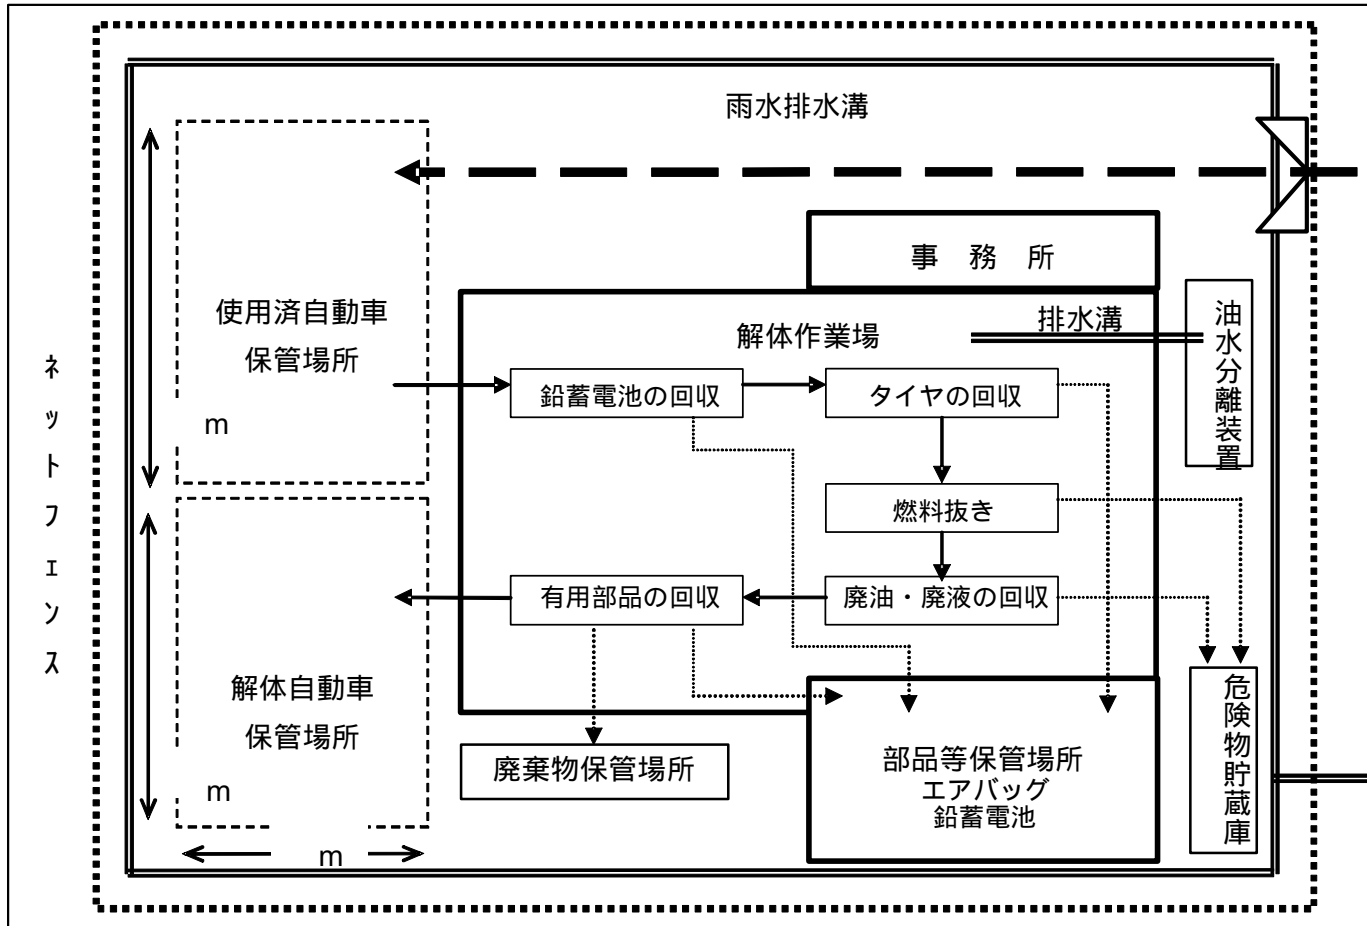 雨水排水溝
事 務 所
使用済自動車
保管場所
m
排水溝
解体作業場
油水分離装置
鉛蓄電池の回収
タイヤの回収
ネットフェンス
燃料抜き
有用部品の回収
廃油・廃液の回収
解体自動車
保管場所
m
m
廃棄物保管場所
部品等保管場所
エアバッグ
鉛蓄電池
危険物貯蔵庫